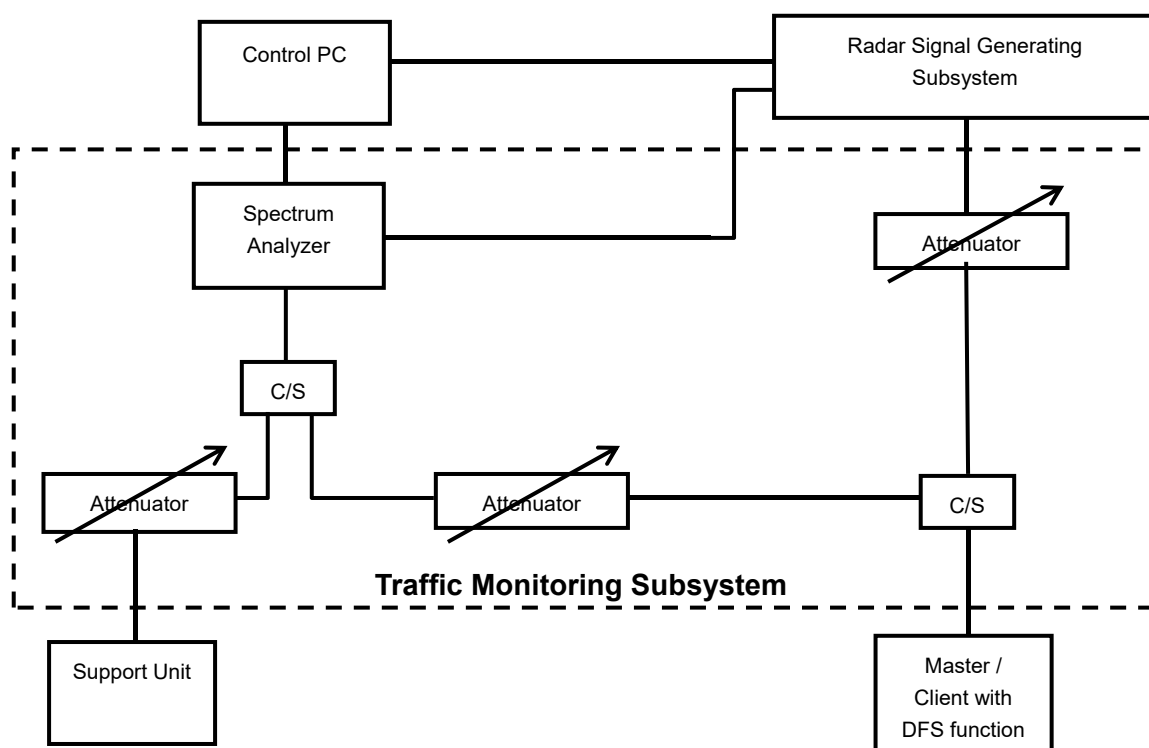 Control PC
Radar Signal Generating
Subsystem
Spectrum
Analyzer
Attenuator
C/S
Attenuator
Attenuator
C/S
Traffic Monitoring Subsystem
Support Unit
Master /
Client with
DFS function